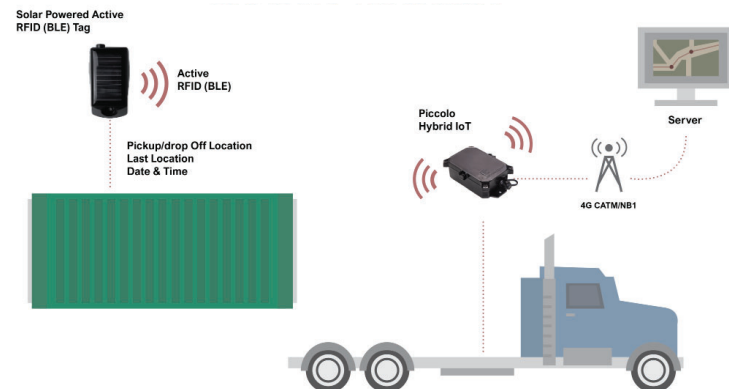 Solar Powered Active
RFID (BLE) Tag
Active
RFID (BLE)
Pickup/drop Off Location
Last Location
Date & Time
Piccolo
Hybrid IoT
Server
4G CATM/NB1